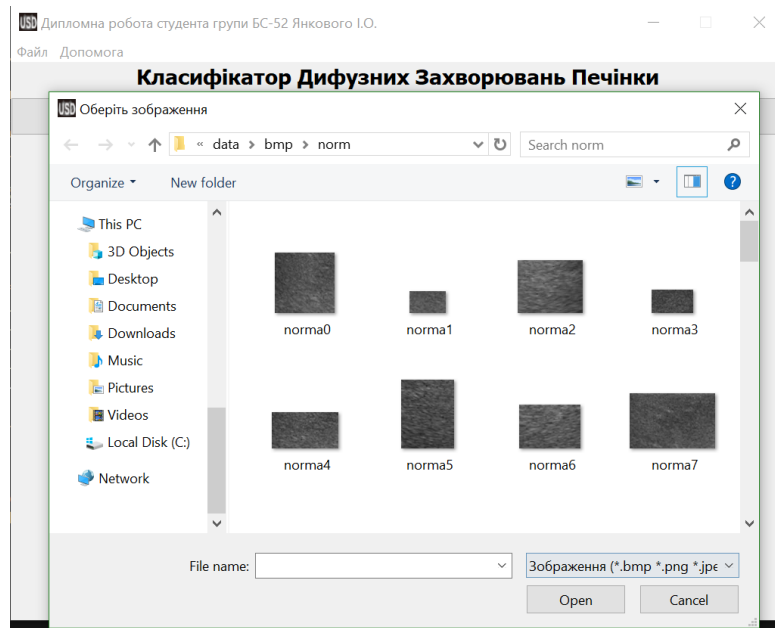 USD Дипломна робота студента групи БС-52 Янкового І.О.
Файл Допомога
Класифікатор Дифузних Захворювань Печінки
USD Оберіть зображення
« data › bmp › norm
Search norm
Organize New folder
This PC
3D Objects
Desktop
Documents
Downloads
Music
Pictures
Videos
Local Disk (C:)
Network
norma0 norma1 norma2 norma3
norma4 norma5 norma6 norma7
File name:
Зображення (*.bmp *.png *.jpe
Open Cancel